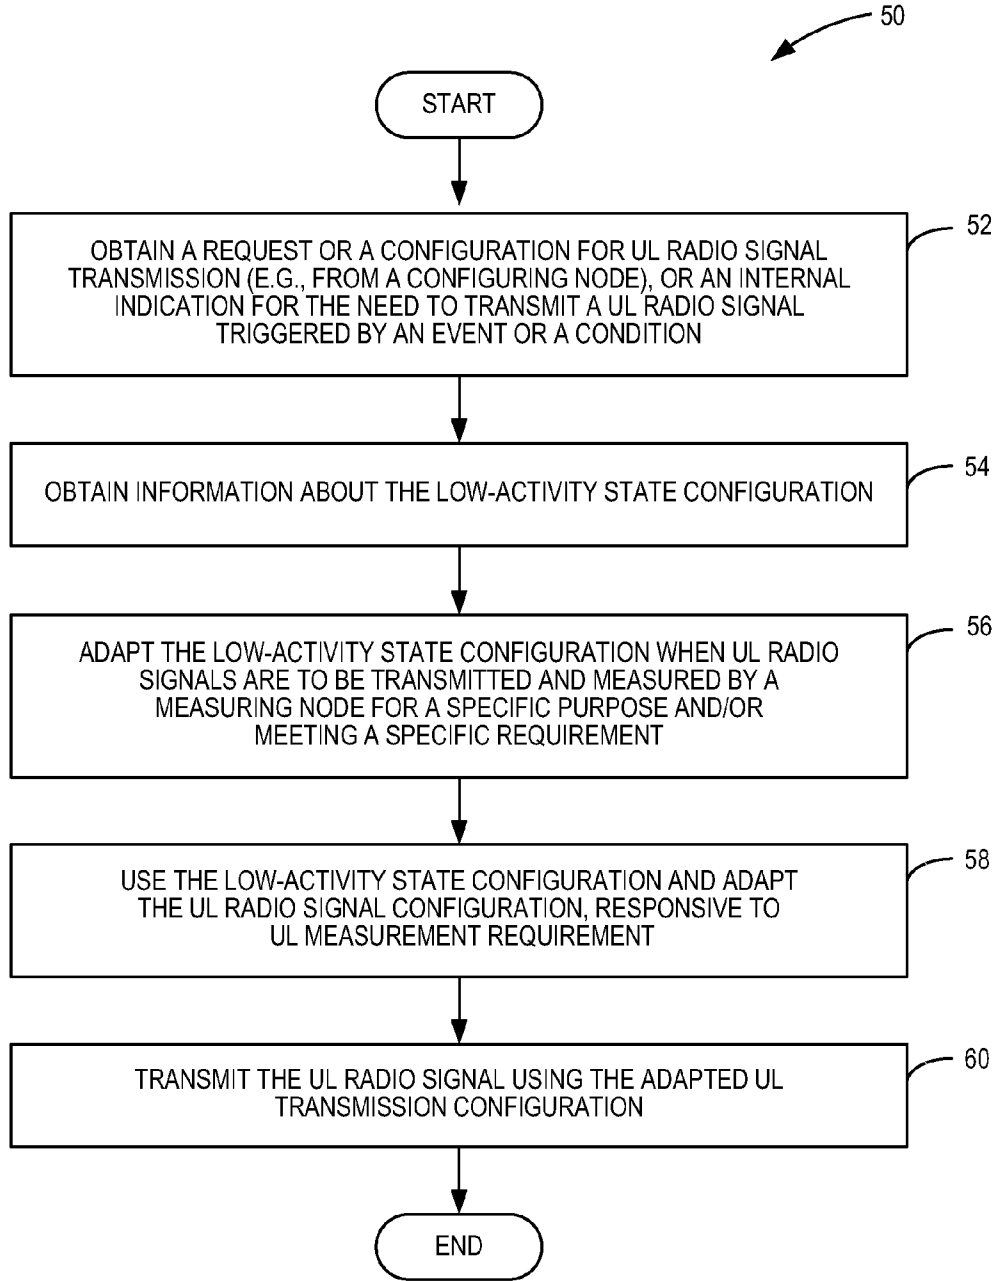 50
START
52
OBTAIN A REQUEST OR A CONFIGURATION FOR UL RADIO SIGNAL
TRANSMISSION (E.G., FROM A CONFIGURING NODE), OR AN INTERNAL
INDICATION FOR THE NEED TO TRANSMIT A UL RADIO SIGNAL
TRIGGERED BY AN EVENT OR A CONDITION
54
OBTAIN INFORMATION ABOUT THE LOW-ACTIVITY STATE CONFIGURATION
56
ADAPT THE LOW-ACTIVITY STATE CONFIGURATION WHEN UL RADIO
SIGNALS ARE TO BE TRANSMITTED AND MEASURED BY A
MEASURING NODE FOR A SPECIFIC PURPOSE AND/OR
MEETING A SPECIFIC REQUIREMENT
58
USE THE LOW-ACTIVITY STATE CONFIGURATION AND ADAPT
THE UL RADIO SIGNAL CONFIGURATION, RESPONSIVE TO
UL MEASUREMENT REQUIREMENT
60
TRANSMIT THE UL RADIO SIGNAL USING THE ADAPTED UL
TRANSMISSION CONFIGURATION
END